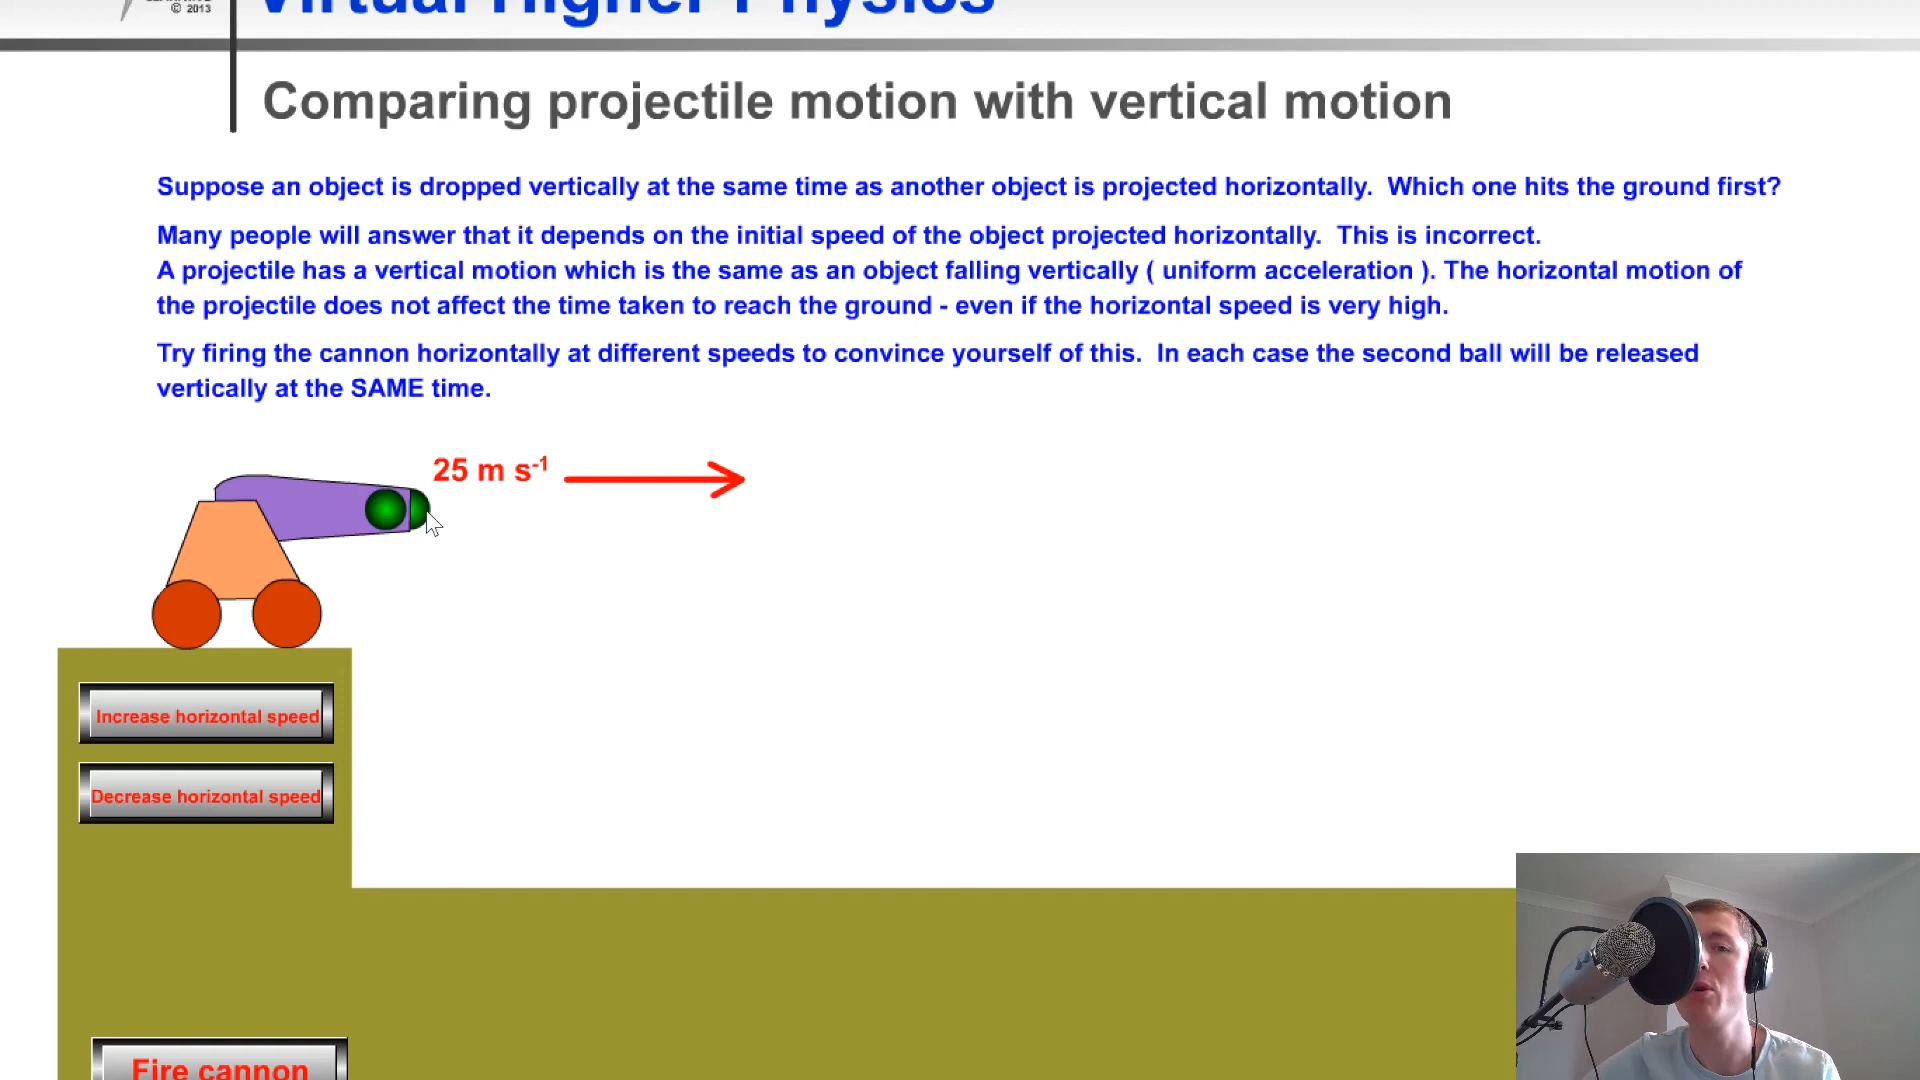 © 2013
Virtual Higher Physics
Comparing projectile motion with vertical motion
Suppose an object is dropped vertically at the same time as another object is projected horizontally.  Which one hits the ground first?
Many people will answer that it depends on the initial speed of the object projected horizontally.  This is incorrect.
A projectile has a vertical motion which is the same as an object falling vertically ( uniform acceleration ). The horizontal motion of
the projectile does not affect the time taken to reach the ground - even if the horizontal speed is very high.
Try firing the cannon horizontally at different speeds to convince yourself of this.  In each case the second ball will be released
vertically at the SAME time.
25 m s⁻¹
Increase horizontal speed
Decrease horizontal speed
Fire cannon